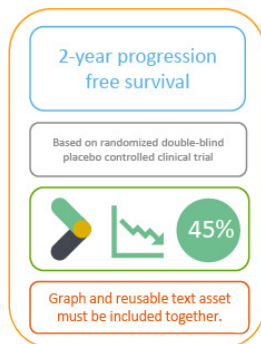 2-year progression
free survival
Based on randomized double-blind
placebo controlled clinical trial
45%
Graph and reusable text asset
must be included together.